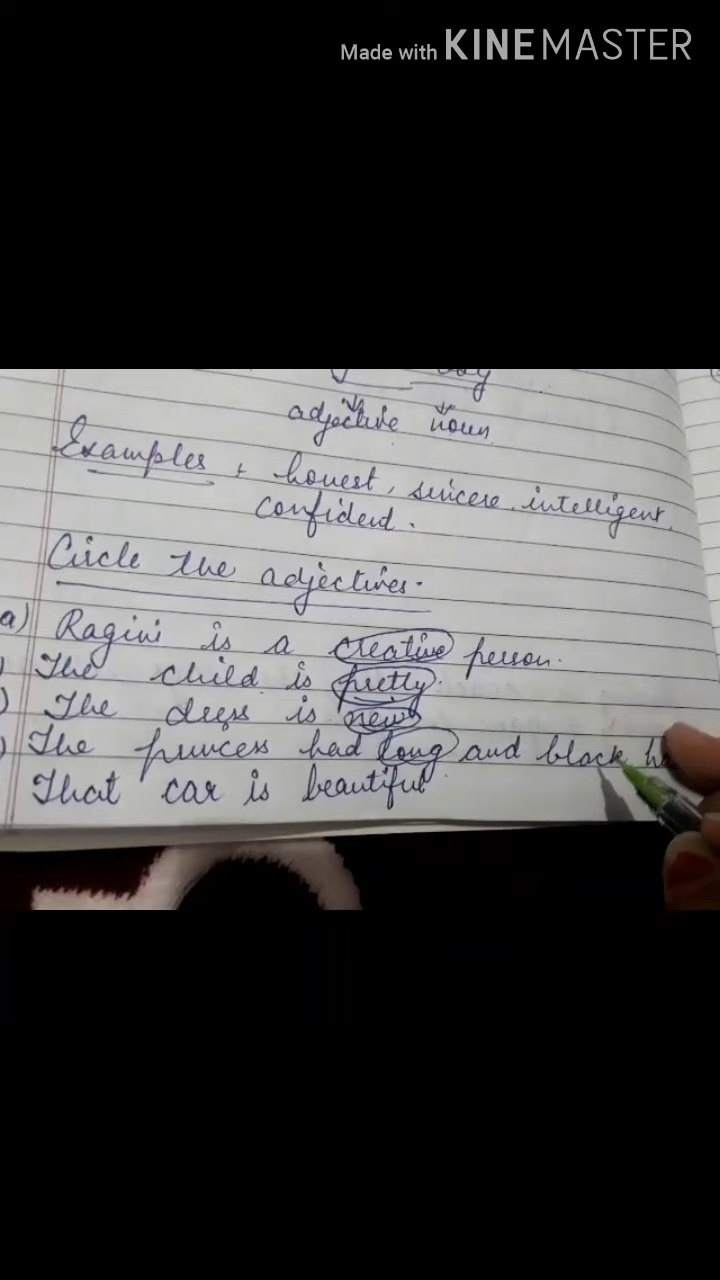 Made with KINEMASTER
adjective noun
Examples : honest, sincere, intelligent,
confident.
Circle the adjectives.
a) Ragini is a creative person.
) The child is pretty.
) The dress is new
) The princess had long and black
That car is beautiful